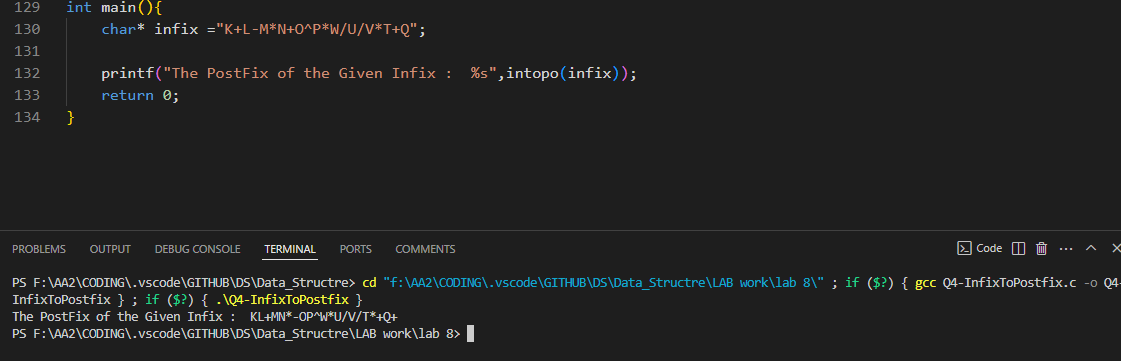 129 int main(){
130 char* infix ="K+L-M*N+O^P*W/U/V*T+Q";
131
132 printf("The PostFix of the Given Infix :  %s",intopo(infix));
133 return 0;
134 }
PROBLEMS OUTPUT DEBUG CONSOLE TERMINAL PORTS COMMENTS Code
PS F:\AA2\CODING\.vscode\GITHUB\DS\Data_Structre> cd "f:\AA2\CODING\.vscode\GITHUB\DS\Data_Structre\LAB work\lab 8\" ; if ($?) { gcc Q4-InfixToPostfix.c -o Q4-
InfixToPostfix } ; if ($?) { .\Q4-InfixToPostfix }
The PostFix of the Given Infix :  KL+MN*-OP^W*U/V/T*+Q+
PS F:\AA2\CODING\.vscode\GITHUB\DS\Data_Structre\LAB work\lab 8>